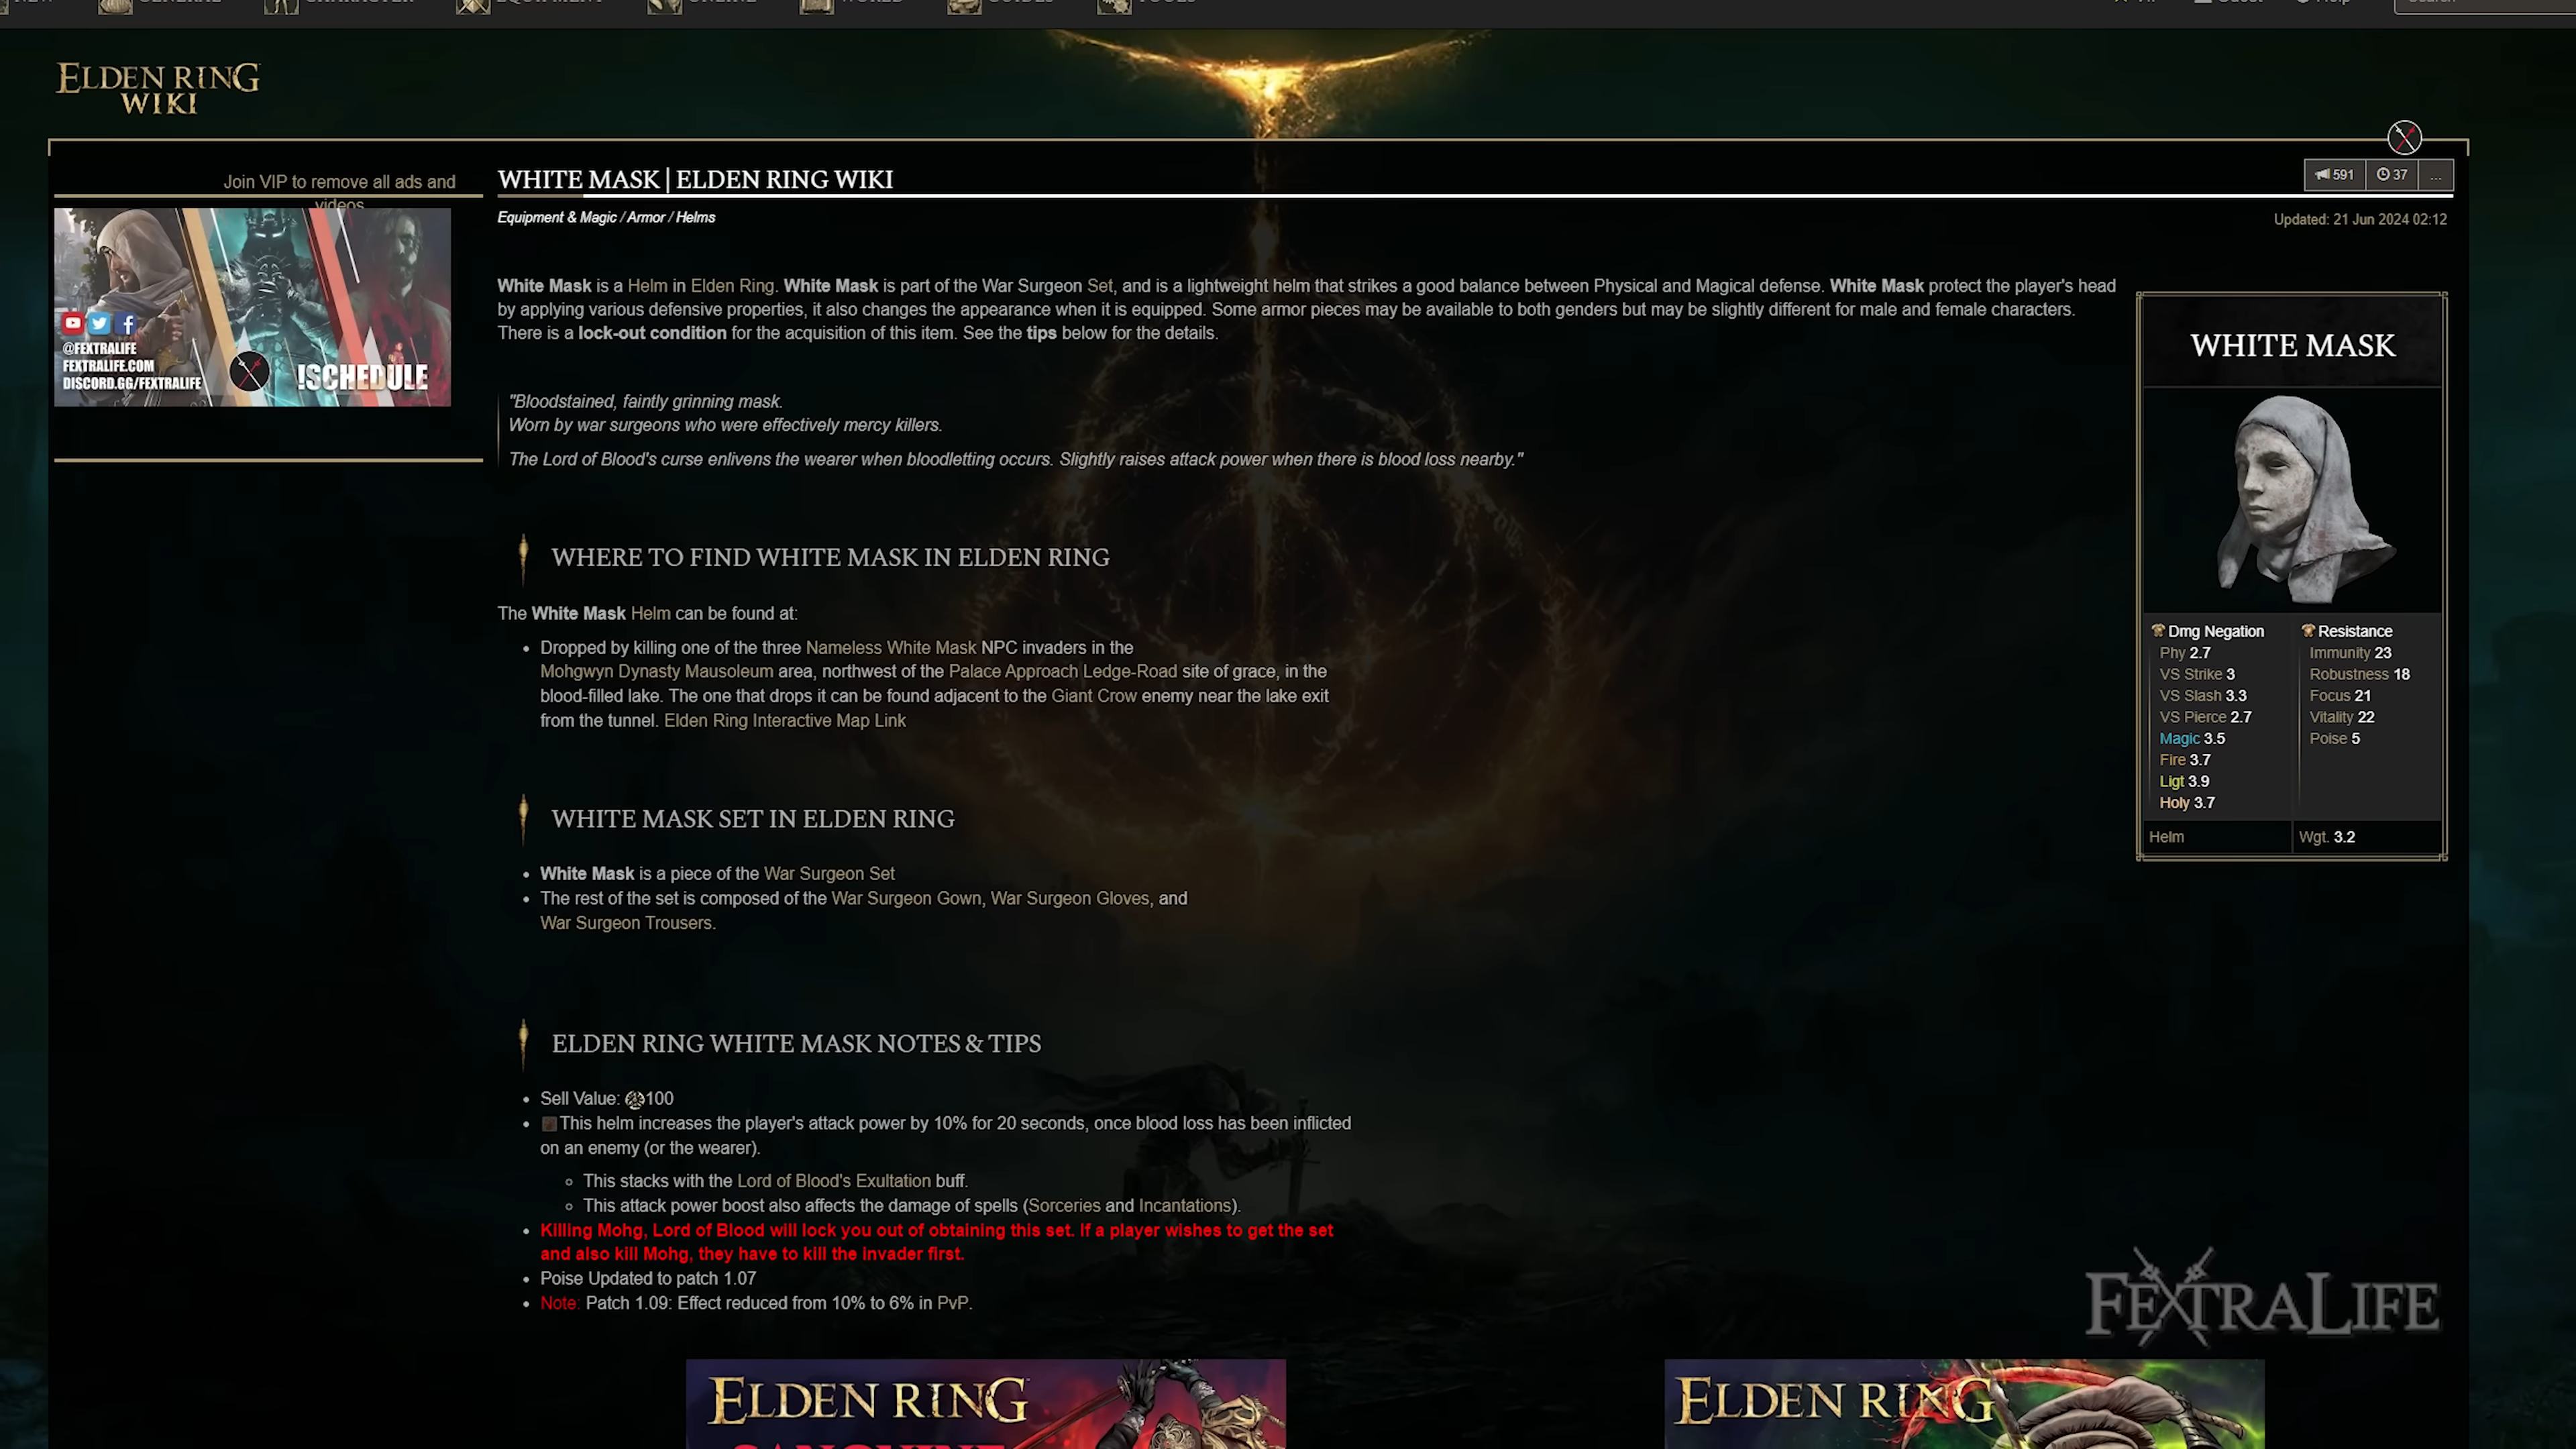 GENERAL
CHARACTER
EQUIPMENT
ONLINE
WORLD
GUIDES
TOOLS
Guest
Help
Search
ELDEN RING
WIKI
Join VIP to remove all ads and
videos
@FEXTRALIFE
FEXTRALIFE.COM
DISCORD.GG/FEXTRALIFE
!SCHEDULE
WHITE MASK | ELDEN RING WIKI
591
37
...
Equipment & Magic / Armor / Helms
Updated: 21 Jun 2024 02:12
White Mask is a Helm in Elden Ring. White Mask is part of the War Surgeon Set, and is a lightweight helm that strikes a good balance between Physical and Magical defense. White Mask protect the player's head
by applying various defensive properties, it also changes the appearance when it is equipped. Some armor pieces may be available to both genders but may be slightly different for male and female characters.
There is a lock-out condition for the acquisition of this item. See the tips below for the details.
"Bloodstained, faintly grinning mask.
Worn by war surgeons who were effectively mercy killers.
The Lord of Blood's curse enlivens the wearer when bloodletting occurs. Slightly raises attack power when there is blood loss nearby."
WHERE TO FIND WHITE MASK IN ELDEN RING
The White Mask Helm can be found at:
• Dropped by killing one of the three Nameless White Mask NPC invaders in the
Mohgwyn Dynasty Mausoleum area, northwest of the Palace Approach Ledge-Road site of grace, in the
blood-filled lake. The one that drops it can be found adjacent to the Giant Crow enemy near the lake exit
from the tunnel. Elden Ring Interactive Map Link
WHITE MASK SET IN ELDEN RING
• White Mask is a piece of the War Surgeon Set
• The rest of the set is composed of the War Surgeon Gown, War Surgeon Gloves, and
War Surgeon Trousers.
ELDEN RING WHITE MASK NOTES & TIPS
• Sell Value: 100
• This helm increases the player's attack power by 10% for 20 seconds, once blood loss has been inflicted
on an enemy (or the wearer).
◦ This stacks with the Lord of Blood's Exultation buff.
◦ This attack power boost also affects the damage of spells (Sorceries and Incantations).
• Killing Mohg, Lord of Blood will lock you out of obtaining this set. If a player wishes to get the set
and also kill Mohg, they have to kill the invader first.
• Poise Updated to patch 1.07
• Note: Patch 1.09: Effect reduced from 10% to 6% in PvP.
WHITE MASK
Dmg Negation
Phy 2.7
VS Strike 3
VS Slash 3.3
VS Pierce 2.7
Magic 3.5
Fire 3.7
Ligt 3.9
Holy 3.7
Resistance
Immunity 23
Robustness 18
Focus 21
Vitality 22
Poise 5
Helm
Wgt. 3.2
FEXTRALIFE
ELDEN RING
SANGUINE
ELDEN RING